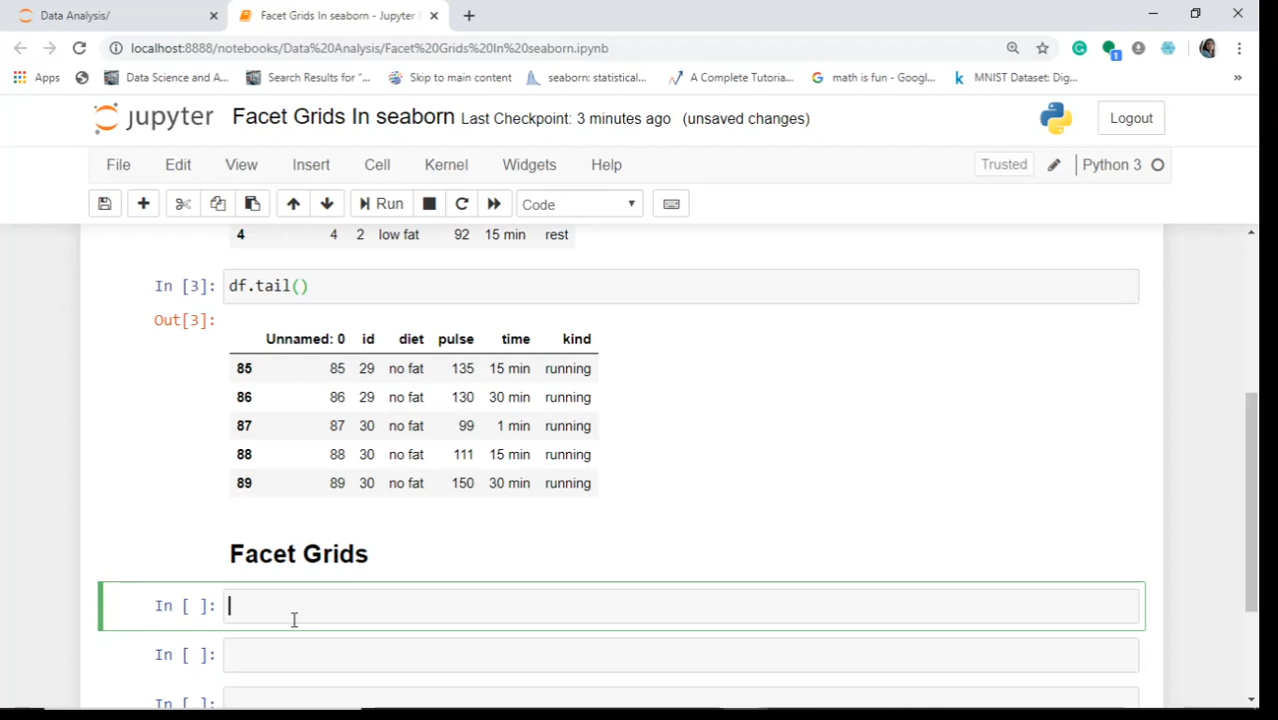 Data Analysis/
Facet Grids In seaborn - Jupyter
localhost:8888/notebooks/Data%20Analysis/Facet%20Grids%20In%20seaborn.ipynb
1
Apps
Data Science and A...
Search Results for "...
Skip to main content
seaborn: statistical...
A Complete Tutoria...
math is fun - Googl...
MNIST Dataset: Dig...
»
jupyter Facet Grids In seaborn Last Checkpoint: 3 minutes ago (unsaved changes)
Logout
File Edit View Insert Cell Kernel Widgets Help
Trusted
Python 3
Run
Code
4 4 2 low fat 92 15 min rest
In [3]: df.tail()
Out[3]:
Unnamed: 0 id diet pulse time kind
85 85 29 no fat 135 15 min running
86 86 29 no fat 130 30 min running
87 87 30 no fat 99 1 min running
88 88 30 no fat 111 15 min running
89 89 30 no fat 150 30 min running
Facet Grids
In [ ]:
In [ ]:
In [ ]: